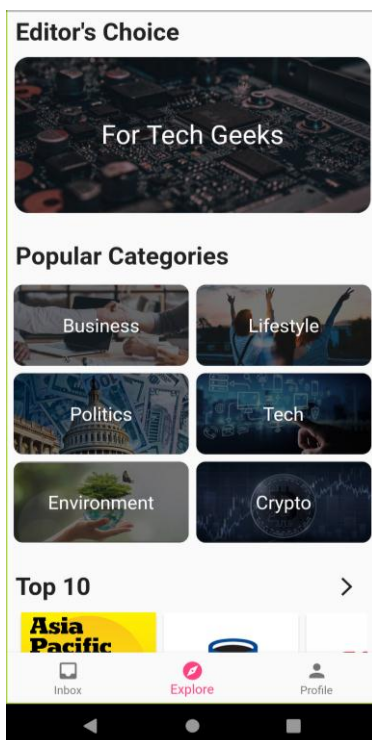 Editor's Choice
For Tech Geeks
Popular Categories
Business
Lifestyle
Politics
Tech
Environment
Crypto
Top 10
Asia
Pacific
Inbox
Explore
Profile